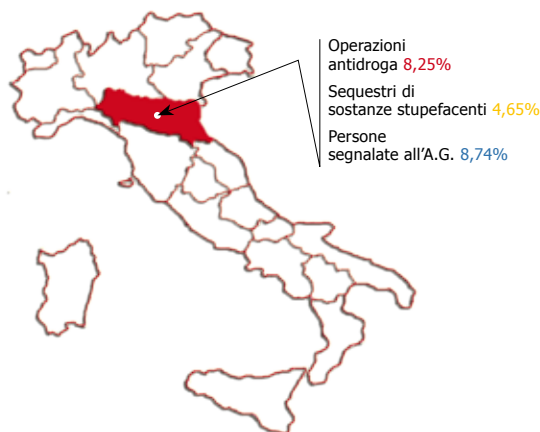 Operazioni
antidroga 8,25%
Sequestri di
sostanze stupefacenti 4,65%
Persone
segnalate all'A.G. 8,74%